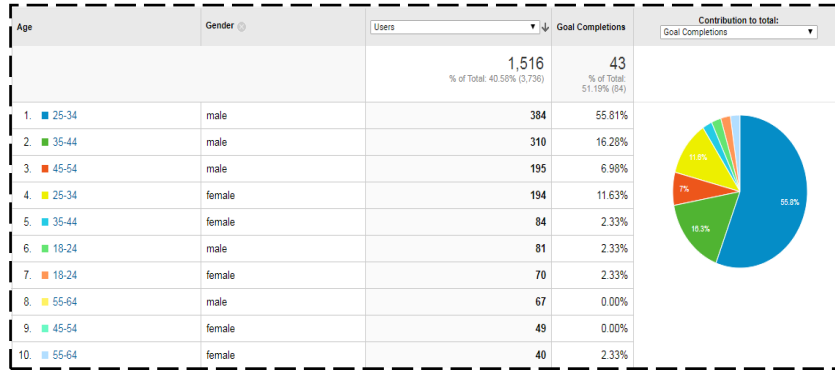 Age Gender Users Goal Completions Contribution to total:
Goal Completions
1,516 43
% of Total: 40.58% (3,736) % of Total:
51.19% (84)
1. 25-34 male 384 55.81%
2. 35-44 male 310 16.28%
3. 45-54 male 195 6.98%
4. 25-34 female 194 11.63%
5. 35-44 female 84 2.33%
6. 18-24 male 81 2.33%
7. 18-24 female 70 2.33%
8. 55-64 male 67 0.00%
9. 45-54 female 49 0.00%
10. 55-64 female 40 2.33%
11.6%
7%
55.8%
16.3%